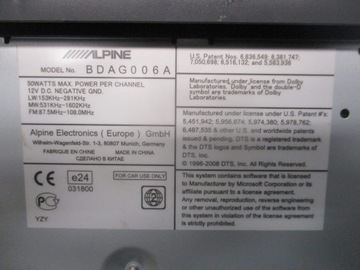 ALPINE
MODEL No. BDAG006A
50WATTS MAX. POWER PER CHANNEL
12V D.C. NEGATIVE GND.
LW:153KHz~281KHz
MW:531KHz~1602KHz
FM:87.5MHz~108.0MHz
Alpine Electronics ( Europe ) GmbH
Wilhelm-Wagenfeld-Str. 1-3, 80807 Munich, Germany
FABRIQUE EN CHINE MADE IN CHINA
СДЕЛАНО В КИТАЕ
e24
031800
FOR CAR USE ONLY
YZY
U.S. Patent Nos. 6,636,549; 6,381,747;
7,050,698; 6,516,132; and 5,583,936
Manufactured under license from Dolby
Laboratories. Dolby and the double-D
symbol are trademarks of Dolby
Laboratories.
Manufactured under license under U.S. Patent #'s:
5,451,942; 5,956,674; 5,974,380; 5,978,762;
6,487,535 & other U.S. and worldwide patents
issued & pending. DTS is a registered trademark
& the DTS logos and Symbol are trademarks of
DTS, Inc.
© 1996-2008 DTS, Inc. All Rights Reserved.
This system contains software that is
licensed to Manufacturer by Microsoft Corporation or its
affiliate pursuant to a license agreement.
Any removal, reproduction, reverse engineering or
other unauthorized use of the software from this
system in violation of the license agreement
is strictly prohibited.